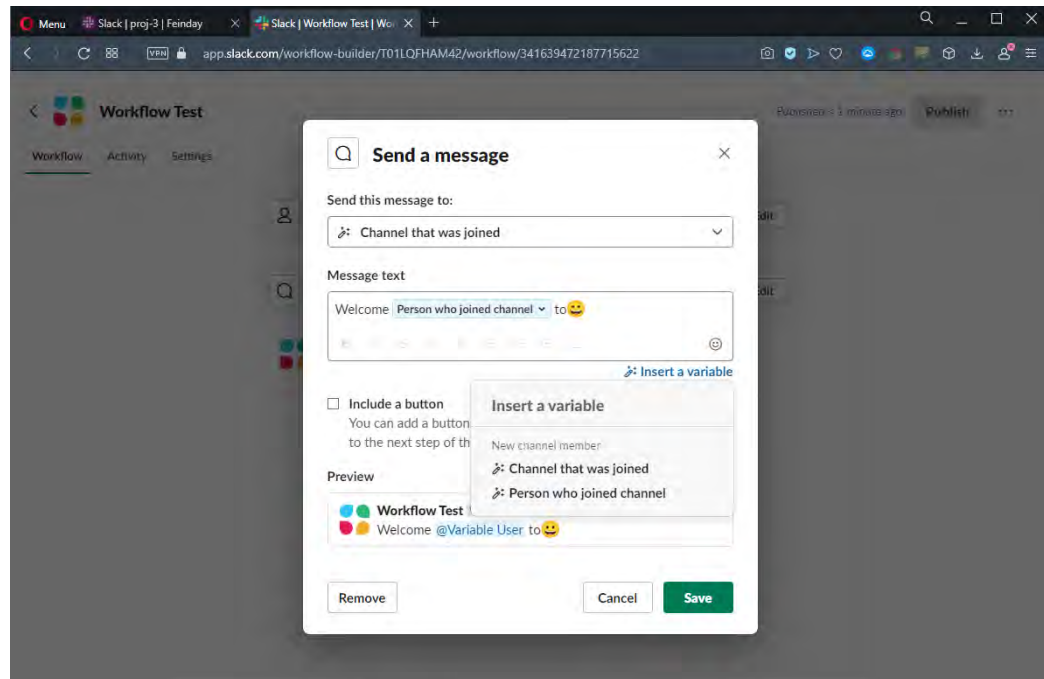 Menu
Slack | proj-3 | Feinday
Slack | Workflow Test | Wo
VPN
app.slack.com/workflow-builder/T01LQFHAM42/workflow/341639472187715622
Workflow Test
Publish
Workflow Activity Settings
Send a message
Send this message to:
Channel that was joined
Edit
Message text
Edit
Welcome Person who joined channel to😀
Insert a variable
Include a button
You can add a button
to the next step of th
Insert a variable
New channel member
Channel that was joined
Person who joined channel
Preview
Workflow Test
Welcome @Variable User to😀
Remove
Cancel
Save